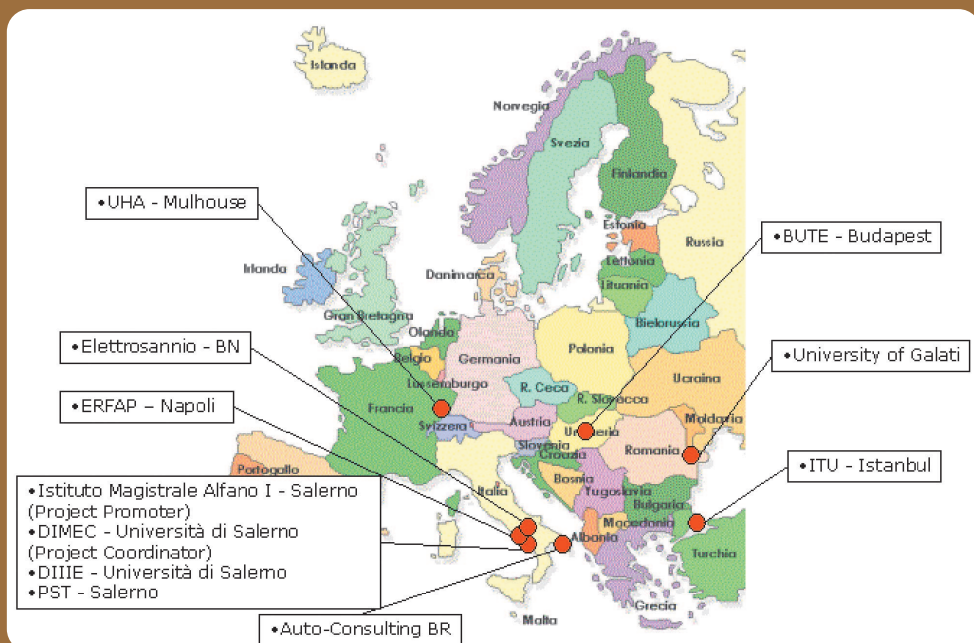 Islanda
Norvegia
Svezia
Finlandia
•UHA - Mulhouse
Estonia
Russia
•BUTE - Budapest
Lettonia
Irlanda
Danimarca
Lituania
Gran Bretagna
Bielorussia
Olanda
•Elettrosannio - BN
Belgio
Germania
Polonia
•University of Galati
Lussemburgo
R. Ceca
Ucraina
•ERFAP – Napoli
Francia
R. Slovacca
Moldavia
Svizzera
Austria
Ungheria
Slovenia
Romania
Croazia
•ITU - Istanbul
Portogallo
Bosnia
•Istituto Magistrale Alfano I - Salerno
(Project Promoter)
•DIMEC - Università di Salerno
(Project Coordinator)
•DIIIE - Università di Salerno
•PST - Salerno
Italia
Yugoslavia
Bulgaria
Macedonia
Albania
Turchia
Grecia
Malta
•Auto-Consulting BR